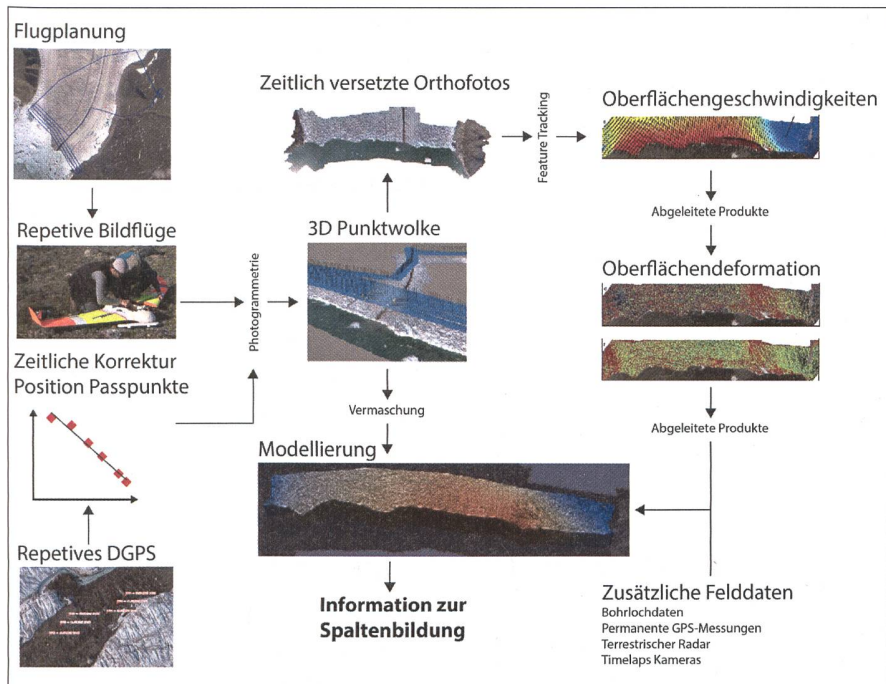 Flugplanung
Repetive Bildflüge
Zeitliche Korrektur
Position Passpunkte
Repetives DGPS
Photogrammetrie
Zeitlich versetzte Orthofotos
3D Punktwolke
Vermaschung
Modellierung
Information zur
Spaltenbildung
Feature Tracking
Oberflächengeschwindigkeiten
Abgeleitete Produkte
Oberflächendeformation
Abgeleitete Produkte
Zusätzliche Felddaten
Bohrlochdaten
Permanente GPS-Messungen
Terrestrischer Radar
Timelaps Kameras